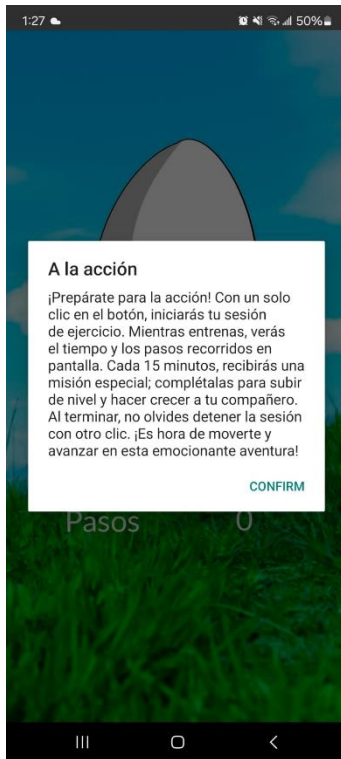 1:27
50%
A la acción
¡Prepárate para la acción! Con un solo
clic en el botón, iniciarás tu sesión
de ejercicio. Mientras entrenas, verás
el tiempo y los pasos recorridos en
pantalla. Cada 15 minutos, recibirás una
misión especial; complétalas para subir
de nivel y hacer crecer a tu compañero.
Al terminar, no olvides detener la sesión
con otro clic. ¡Es hora de moverte y
avanzar en esta emocionante aventura!
CONFIRM
Pasos 0